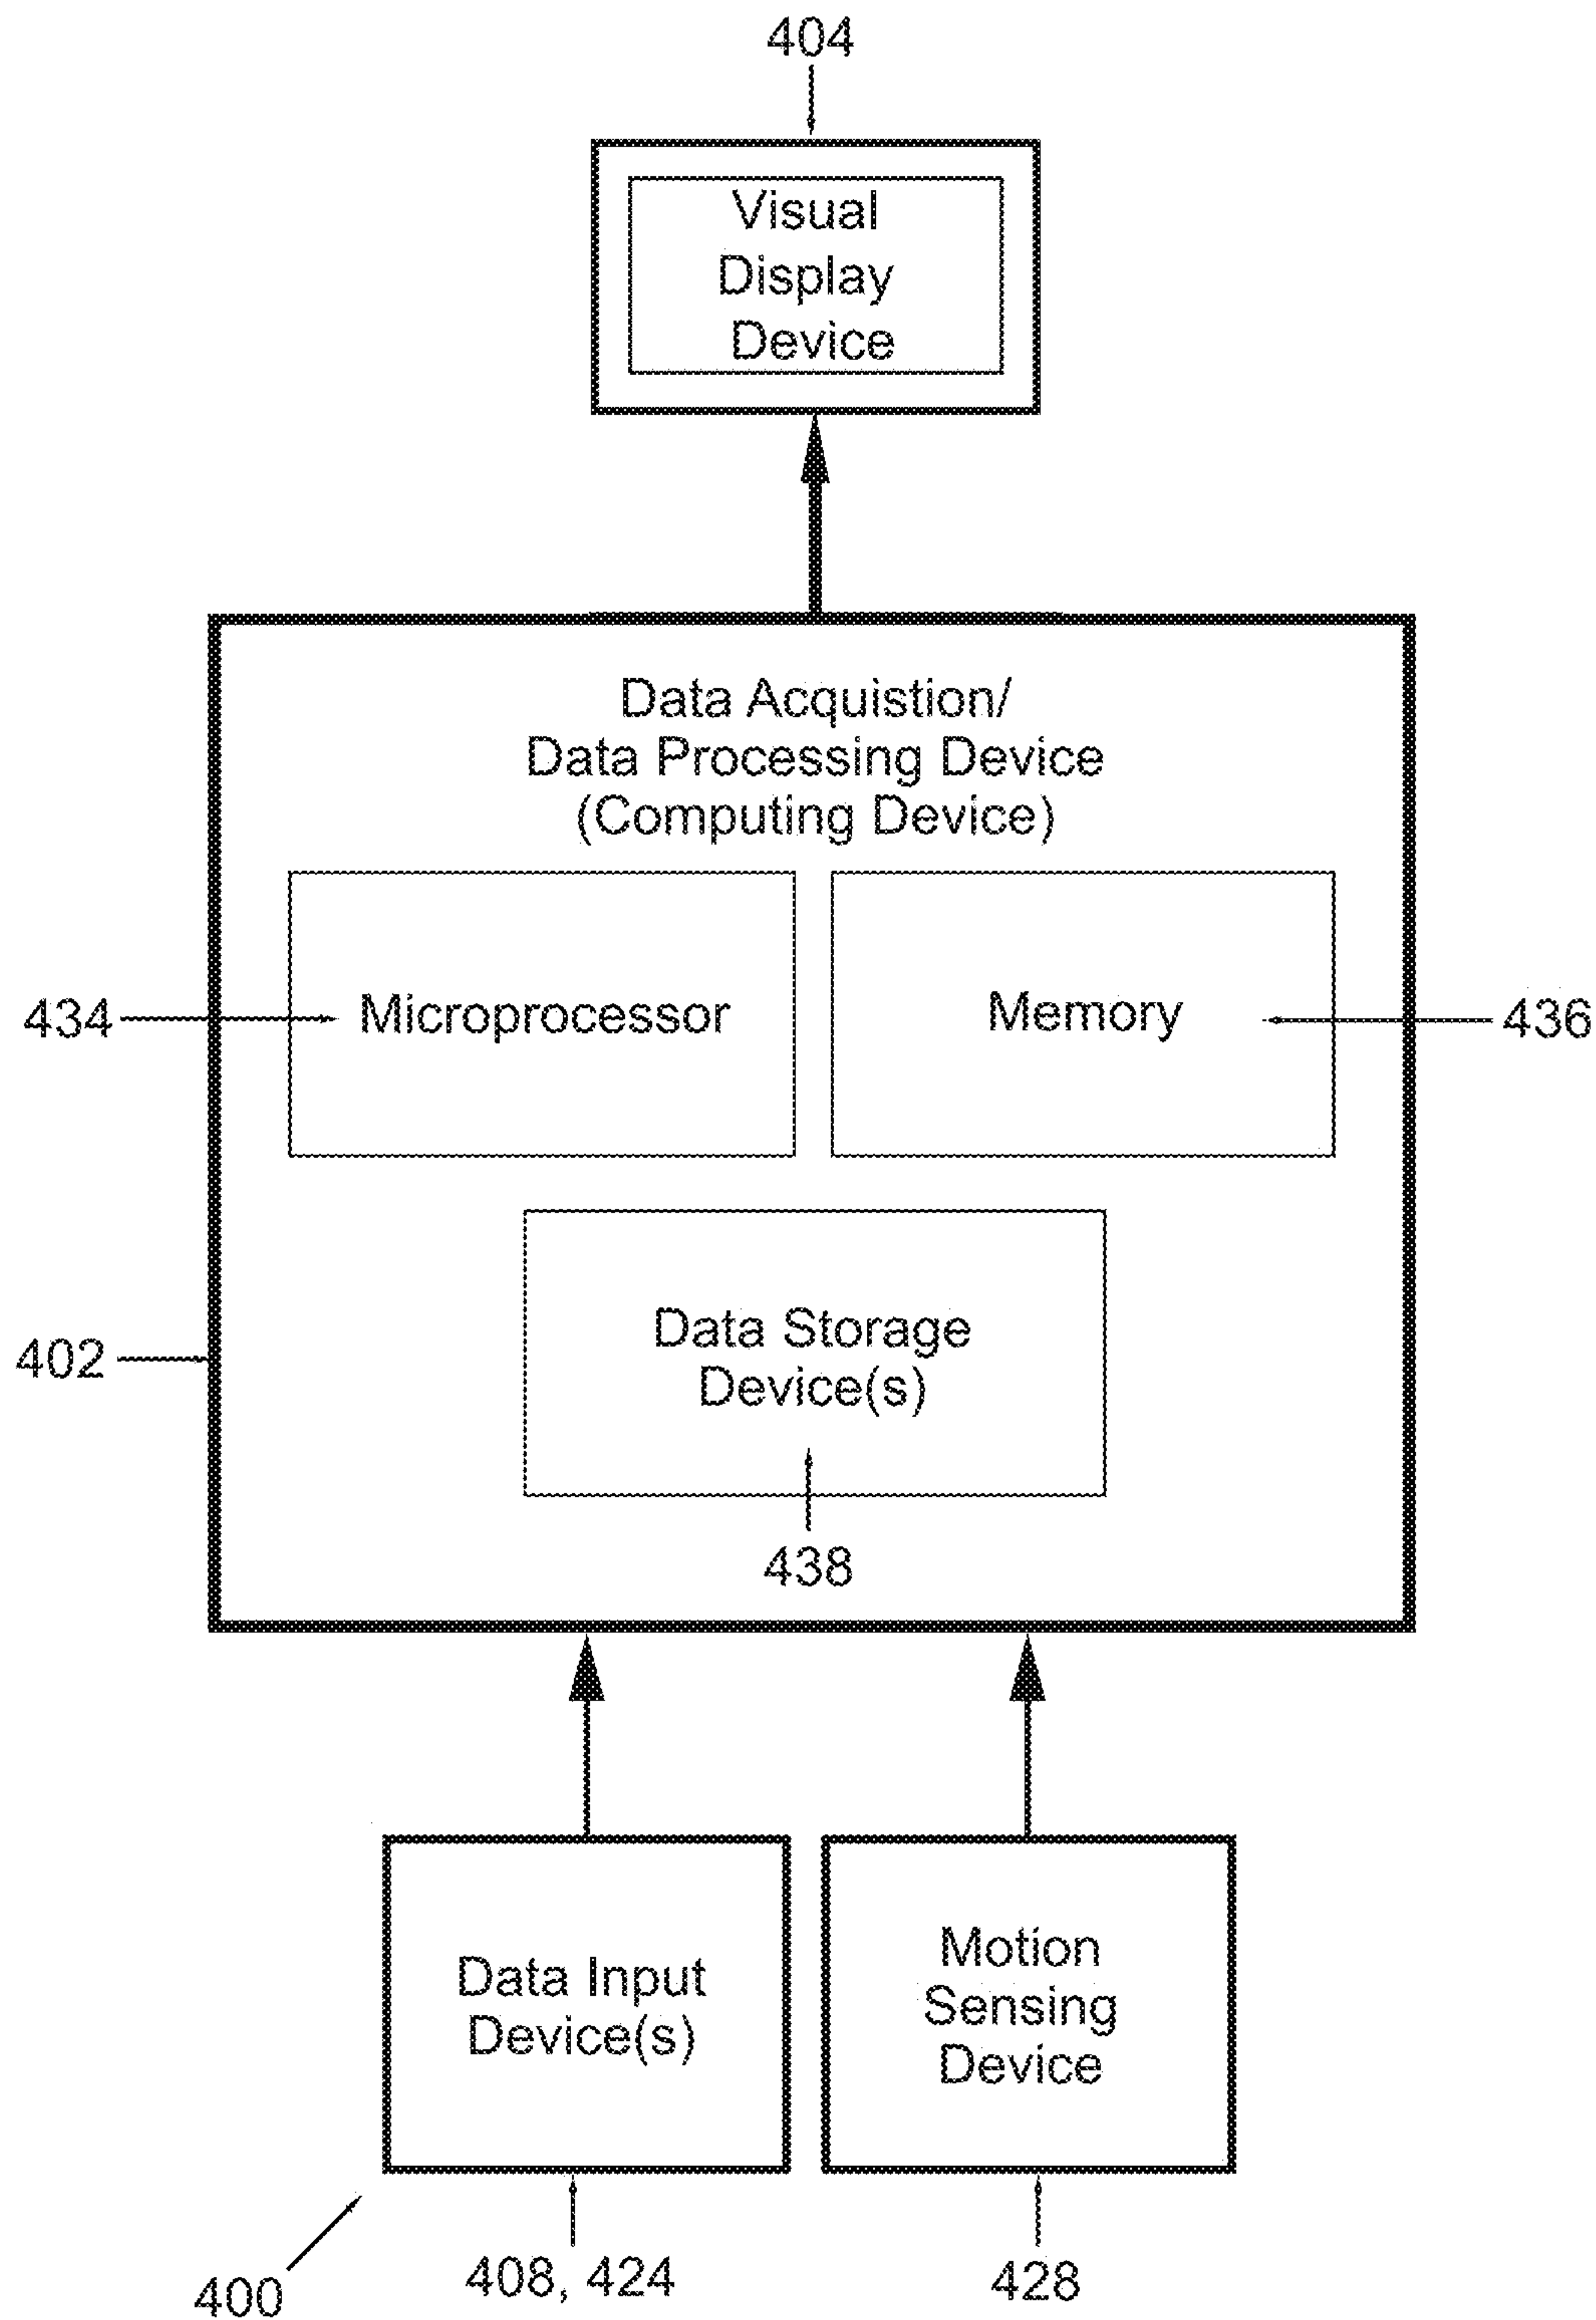 404
Visual
Display
Device
Data Acquistion/
Data Processing Device
(Computing Device)
434
Microprocessor
Memory
436
Data Storage
Device(s)
402
438
Data Input
Device(s)
Motion
Sensing
Device
400
408, 424
428